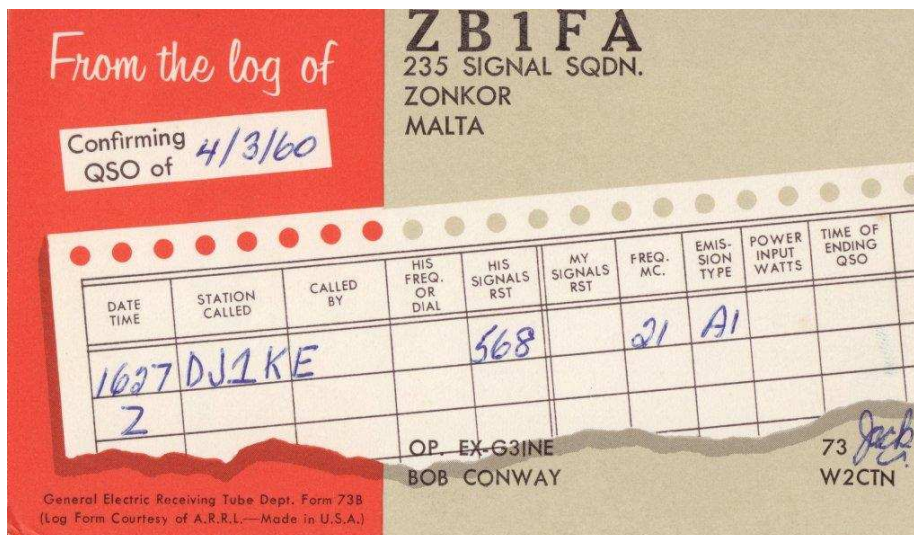 From the log of
Confirming
QSO of 4/3/60
ZB1FA
235 SIGNAL SQDN.
ZONKOR
MALTA
DATE TIME STATION CALLED CALLED BY HIS FREQ. OR DIAL HIS SIGNALS RST MY SIGNALS RST FREQ. MC. EMIS-SION TYPE POWER INPUT WATTS TIME OF ENDING QSO
1627 DJ1KE 568 21 A1
Z
OP. EX-G3INE
BOB CONWAY
73 Jack
W2CTN
General Electric Receiving Tube Dept. Form 73B
(Log Form Courtesy of A.R.R.L.—Made in U.S.A.)